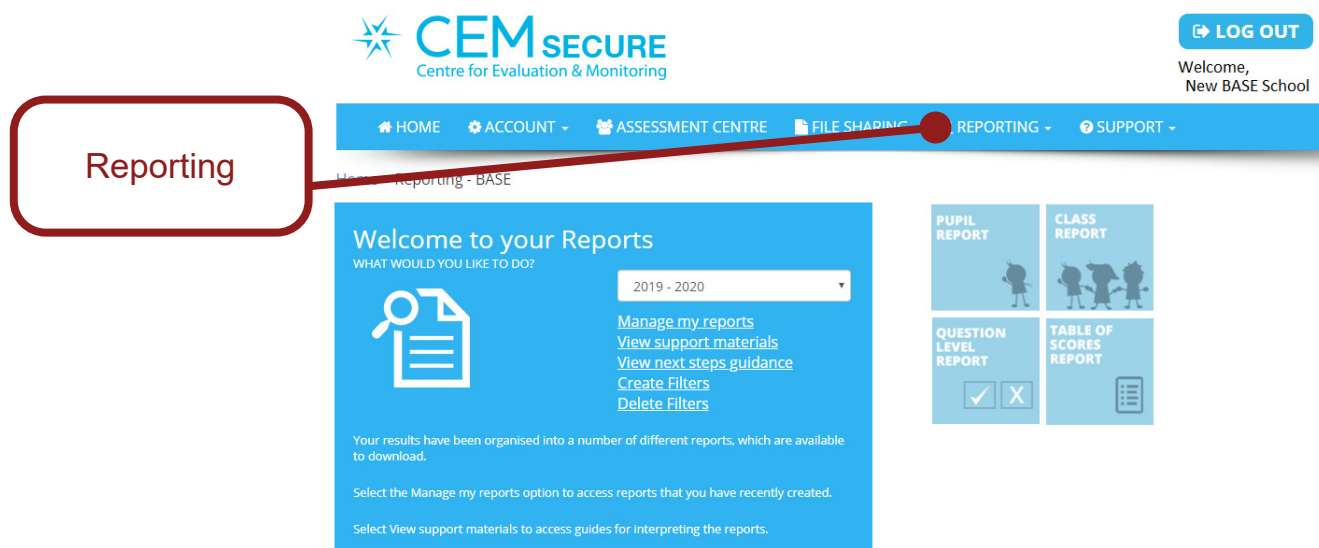 CEM SECURE
Centre for Evaluation & Monitoring
LOG OUT
Welcome,
New BASE School
HOME ACCOUNT ASSESSMENT CENTRE FILE SHARING REPORTING SUPPORT
Reporting
Home Reporting - BASE
Welcome to your Reports
WHAT WOULD YOU LIKE TO DO?
2019 - 2020
Manage my reports
View support materials
View next steps guidance
Create Filters
Delete Filters
Your results have been organised into a number of different reports, which are available
to download.
Select the Manage my reports option to access reports that you have recently created.
Select View support materials to access guides for interpreting the reports.
PUPIL
REPORT
CLASS
REPORT
QUESTION
LEVEL
REPORT
TABLE OF
SCORES
REPORT